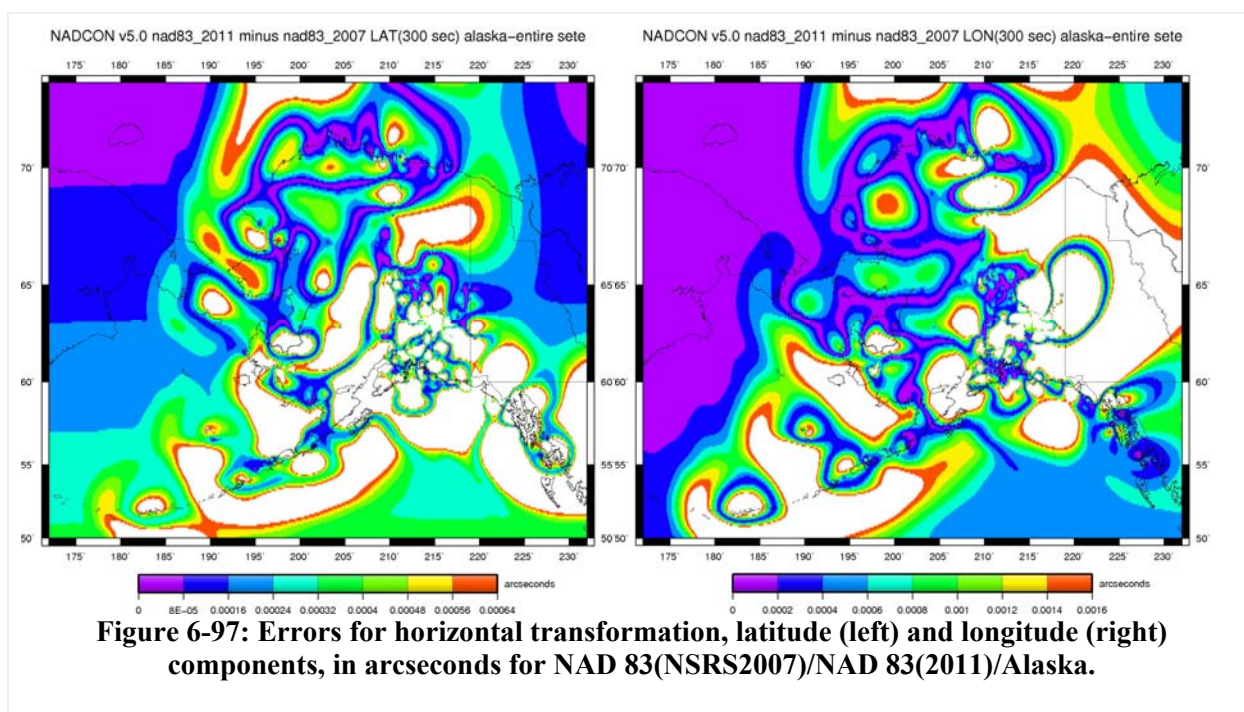 NADCON v5.0 nad83_2011 minus nad83_2007 LAT(300 sec) alaska-entire sete
NADCON v5.0 nad83_2011 minus nad83_2007 LON(300 sec) alaska-entire sete
175˚ 180˚ 185˚ 190˚ 195˚ 200˚ 205˚ 210˚ 215˚ 220˚ 225˚ 230˚
175˚ 180˚ 185˚ 190˚ 195˚ 200˚ 205˚ 210˚ 215˚ 220˚ 225˚ 230˚
70˚ 70˚ 70˚ 70˚
65˚ 65˚ 65˚ 65˚
60˚ 60˚ 60˚ 60˚
55˚ 55˚ 55˚ 55˚
50˚ 50˚ 50˚ 50˚
175˚ 180˚ 185˚ 190˚ 195˚ 200˚ 205˚ 210˚ 215˚ 220˚ 225˚ 230˚
175˚ 180˚ 185˚ 190˚ 195˚ 200˚ 205˚ 210˚ 215˚ 220˚ 225˚ 230˚
arcseconds
0 8E-05 0.00016 0.00024 0.00032 0.0004 0.00048 0.00056 0.00064
arcseconds
0 0.0002 0.0004 0.0006 0.0008 0.001 0.0012 0.0014 0.0016
Figure 6-97: Errors for horizontal transformation, latitude (left) and longitude (right)
components, in arcseconds for NAD 83(NSRS2007)/NAD 83(2011)/Alaska.